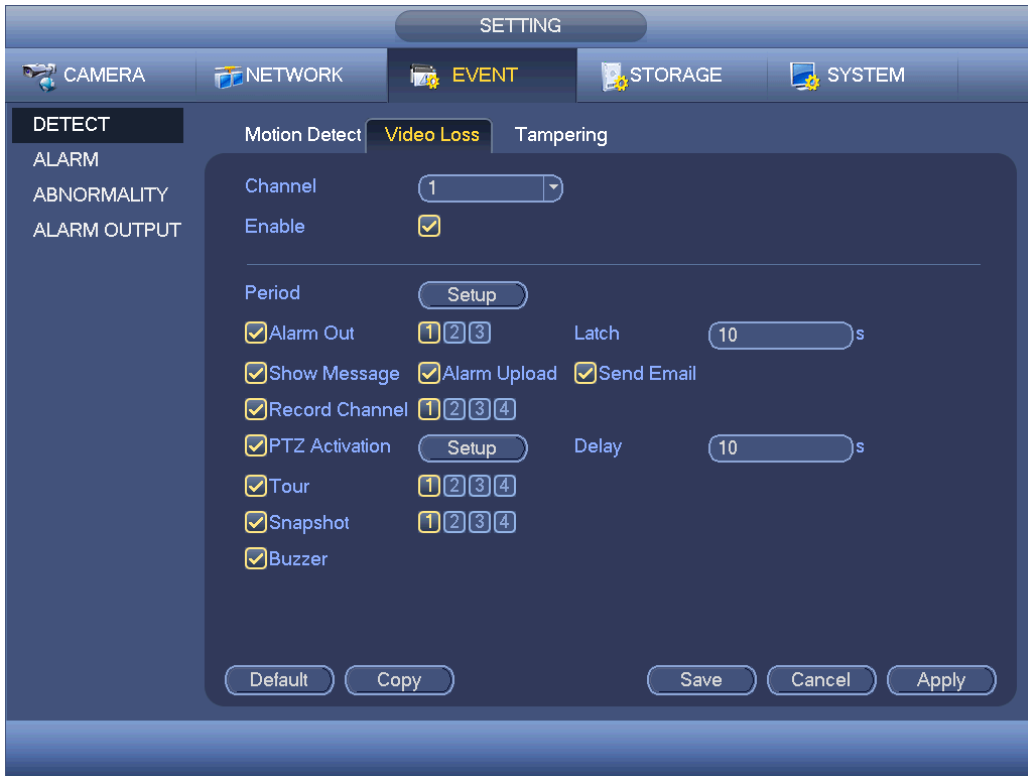 SETTING
CAMERA NETWORK EVENT STORAGE SYSTEM
DETECT
ALARM
ABNORMALITY
ALARM OUTPUT
Motion Detect Video Loss Tampering
Channel 1
Enable
Period Setup
Alarm Out 1 2 3 Latch 10 s
Show Message Alarm Upload Send Email
Record Channel 1 2 3 4
PTZ Activation Setup Delay 10 s
Tour 1 2 3 4
Snapshot 1 2 3 4
Buzzer
Default Copy Save Cancel Apply